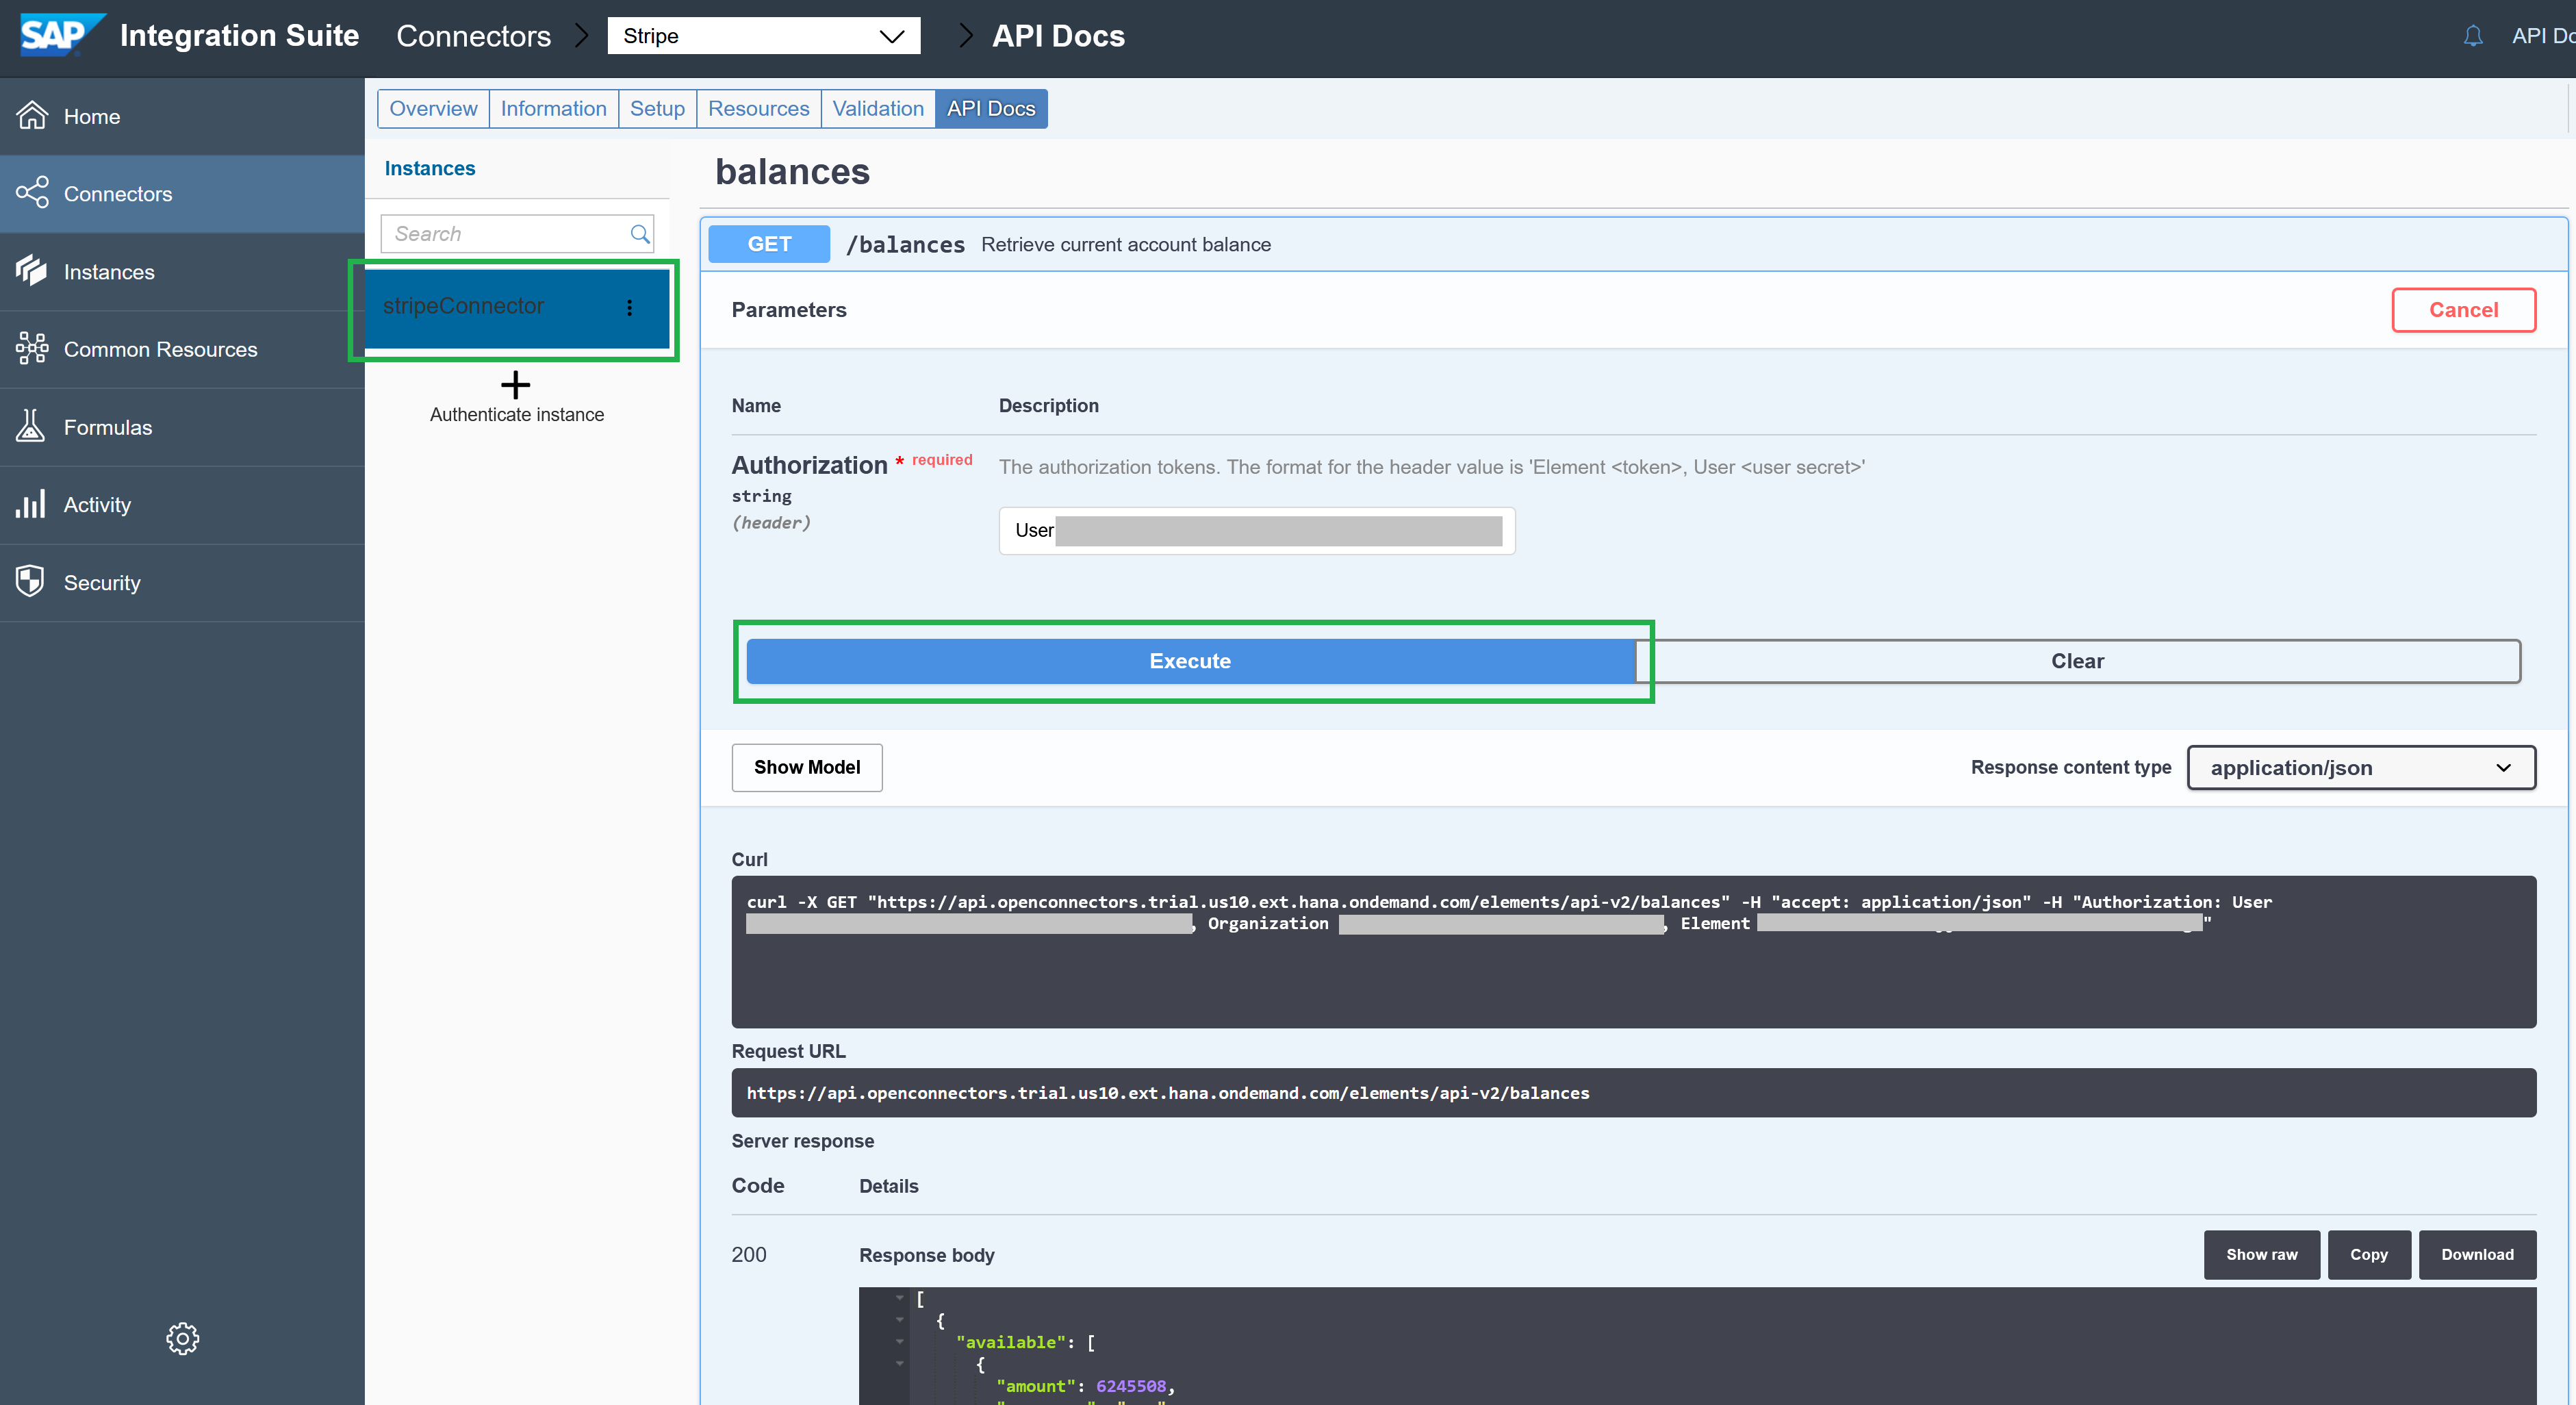 SAP Integration Suite Connectors Stripe API Docs API Do
Home
Connectors
Instances
Common Resources
Formulas
Activity
Security
Overview Information Setup Resources Validation API Docs
Instances
Search
stripeConnector
Authenticate instance
balances
GET /balances Retrieve current account balance
Parameters Cancel
Name Description
Authorization * required
string
(header)
The authorization tokens. The format for the header value is 'Element <token>, User <user secret>'
User
Execute Clear
Show Model Response content type application/json
Curl
curl -X GET "https://api.openconnectors.trial.us10.ext.hana.ondemand.com/elements/api-v2/balances" -H "accept: application/json" -H "Authorization: User
, Organization , Element "
Request URL
https://api.openconnectors.trial.us10.ext.hana.ondemand.com/elements/api-v2/balances
Server response
Code Details
200 Response body Show raw Copy Download
[
{
"available": [
{
"amount": 6245508,